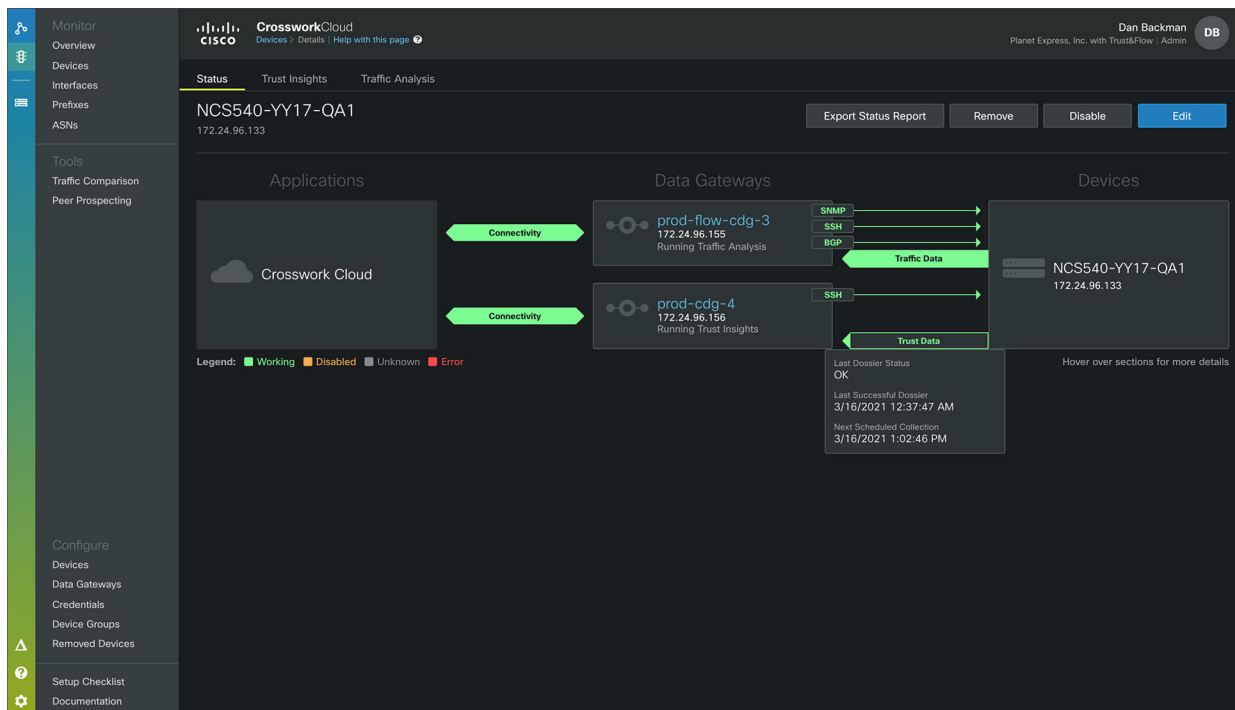 Monitor
Overview
Devices
Interfaces
Prefixes
ASNs
Tools
Traffic Comparison
Peer Prospecting
Configure
Devices
Data Gateways
Credentials
Device Groups
Removed Devices
Setup Checklist
Documentation
CISCO
CrossworkCloud
Devices > Details | Help with this page ?
Dan Backman
Planet Express, Inc. with Trust&Flow | Admin
DB
Status Trust Insights Traffic Analysis
NCS540-YY17-QA1
172.24.96.133
Export Status Report Remove Disable Edit
Applications Data Gateways Devices
Crosswork Cloud
Connectivity
prod-flow-cdg-3
172.24.96.155
Running Traffic Analysis
SNMP
SSH
BGP
Traffic Data
Connectivity
prod-cdg-4
172.24.96.156
Running Trust Insights
SSH
Trust Data
NCS540-YY17-QA1
172.24.96.133
Legend: Working Disabled Unknown Error
Hover over sections for more details
Last Dossier Status
OK
Last Successful Dossier
3/16/2021 12:37:47 AM
Next Scheduled Collection
3/16/2021 1:02:46 PM